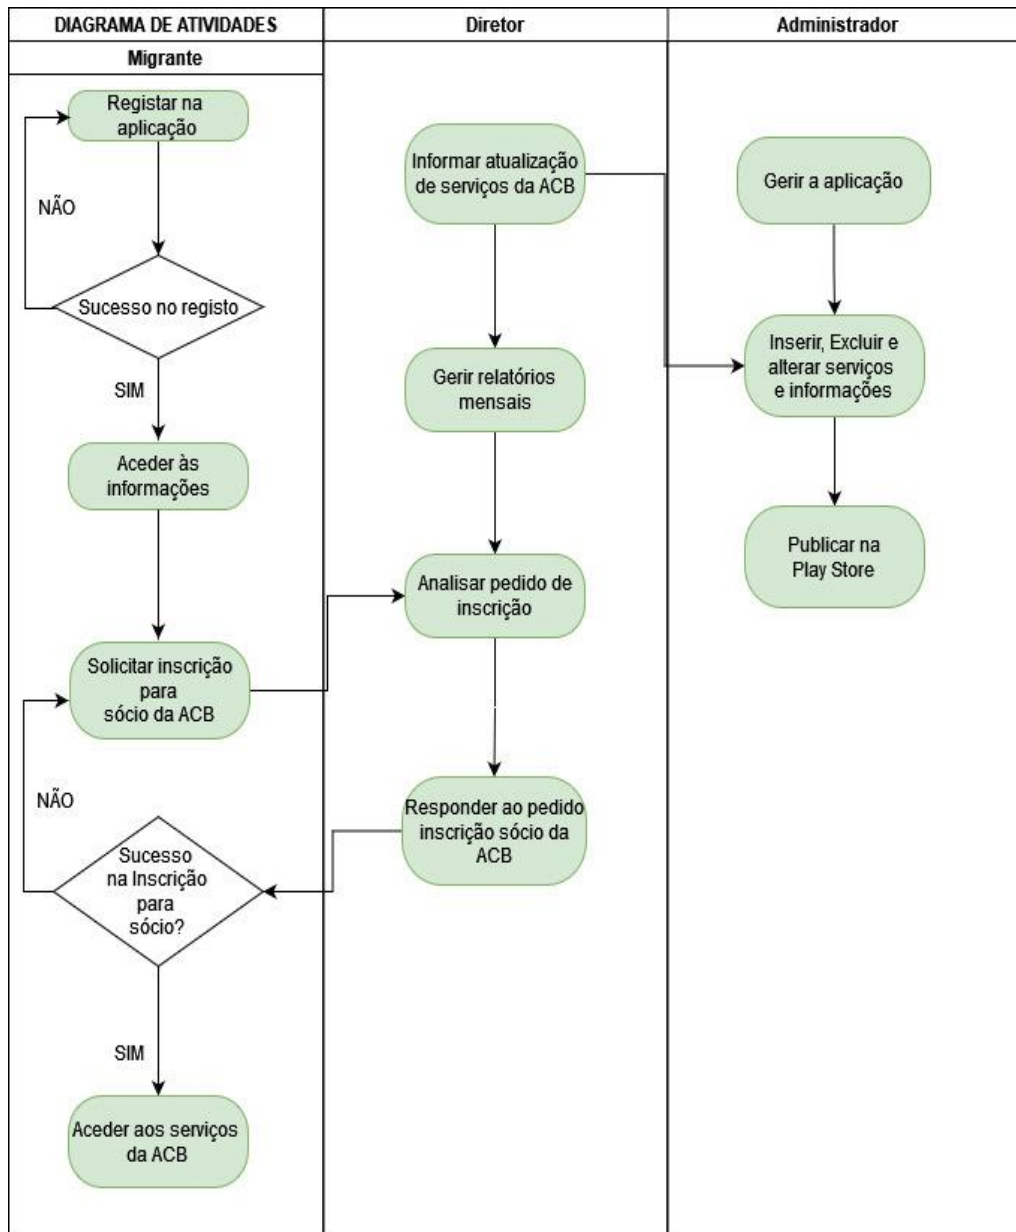 DIAGRAMA DE ATIVIDADES
Migrante
Registar na
aplicação
NÃO
Sucesso no registo
SIM
Aceder às
informações
Solicitar inscrição
para
sócio da ACB
NÃO
Sucesso
na Inscrição
para
sócio?
SIM
Aceder aos serviços
da ACB
Diretor
Informar atualização
de serviços da ACB
Gerir relatórios
mensais
Analisar pedido de
inscrição
Responder ao pedido
inscrição sócio da
ACB
Administrador
Gerir a aplicação
Inserir, Excluir e
alterar serviços
e informações
Publicar na
Play Store